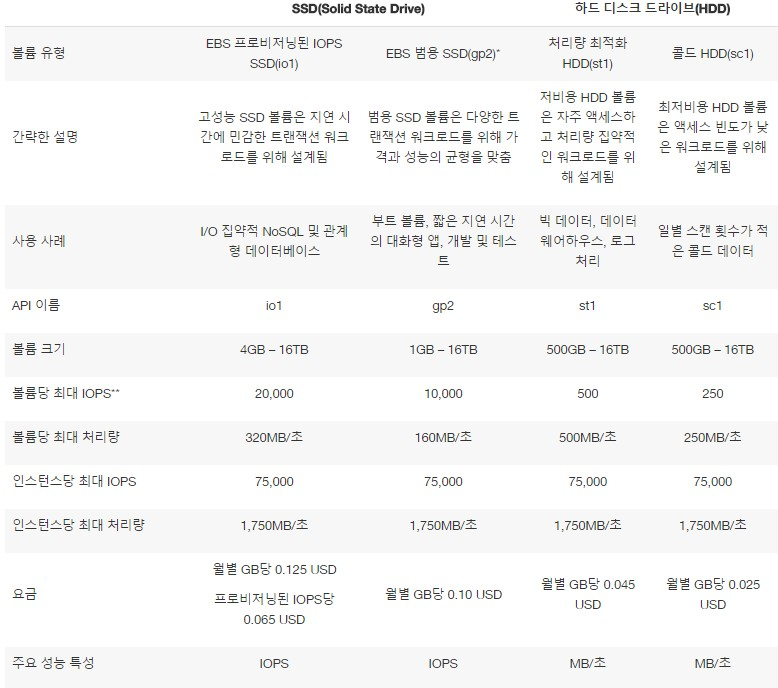 SSD(Solid State Drive) 하드 디스크 드라이브(HDD)
볼륨 유형
EBS 프로비저닝된 IOPS
SSD(io1)
EBS 범용 SSD(gp2)*
처리량 최적화
HDD(st1)
콜드 HDD(sc1)
간략한 설명
고성능 SSD 볼륨은 지연 시
간에 민감한 트랜잭션 워크
로드를 위해 설계됨
범용 SSD 볼륨은 다양한 트
랜잭션 워크로드를 위해 가
격과 성능의 균형을 맞춤
저비용 HDD 볼륨
은 자주 액세스하
고 처리량 집약적
인 워크로드를 위
해 설계됨
최저비용 HDD 볼륨
은 액세스 빈도가 낮
은 워크로드를 위해
설계됨
사용 사례
I/O 집약적 NoSQL 및 관계
형 데이터베이스
부트 볼륨, 짧은 지연 시간
의 대화형 앱, 개발 및 테스
트
빅 데이터, 데이터
웨어하우스, 로그
처리
일별 스캔 횟수가 적
은 콜드 데이터
API 이름 io1 gp2 st1 sc1
볼륨 크기 4GB – 16TB 1GB – 16TB 500GB – 16TB 500GB – 16TB
볼륨당 최대 IOPS** 20,000 10,000 500 250
볼륨당 최대 처리량 320MB/초 160MB/초 500MB/초 250MB/초
인스턴스당 최대 IOPS 75,000 75,000 75,000 75,000
인스턴스당 최대 처리량 1,750MB/초 1,750MB/초 1,750MB/초 1,750MB/초
요금
월별 GB당 0.125 USD
프로비저닝된 IOPS당
0.065 USD
월별 GB당 0.10 USD
월별 GB당 0.045
USD
월별 GB당 0.025
USD
주요 성능 특성 IOPS IOPS MB/초 MB/초